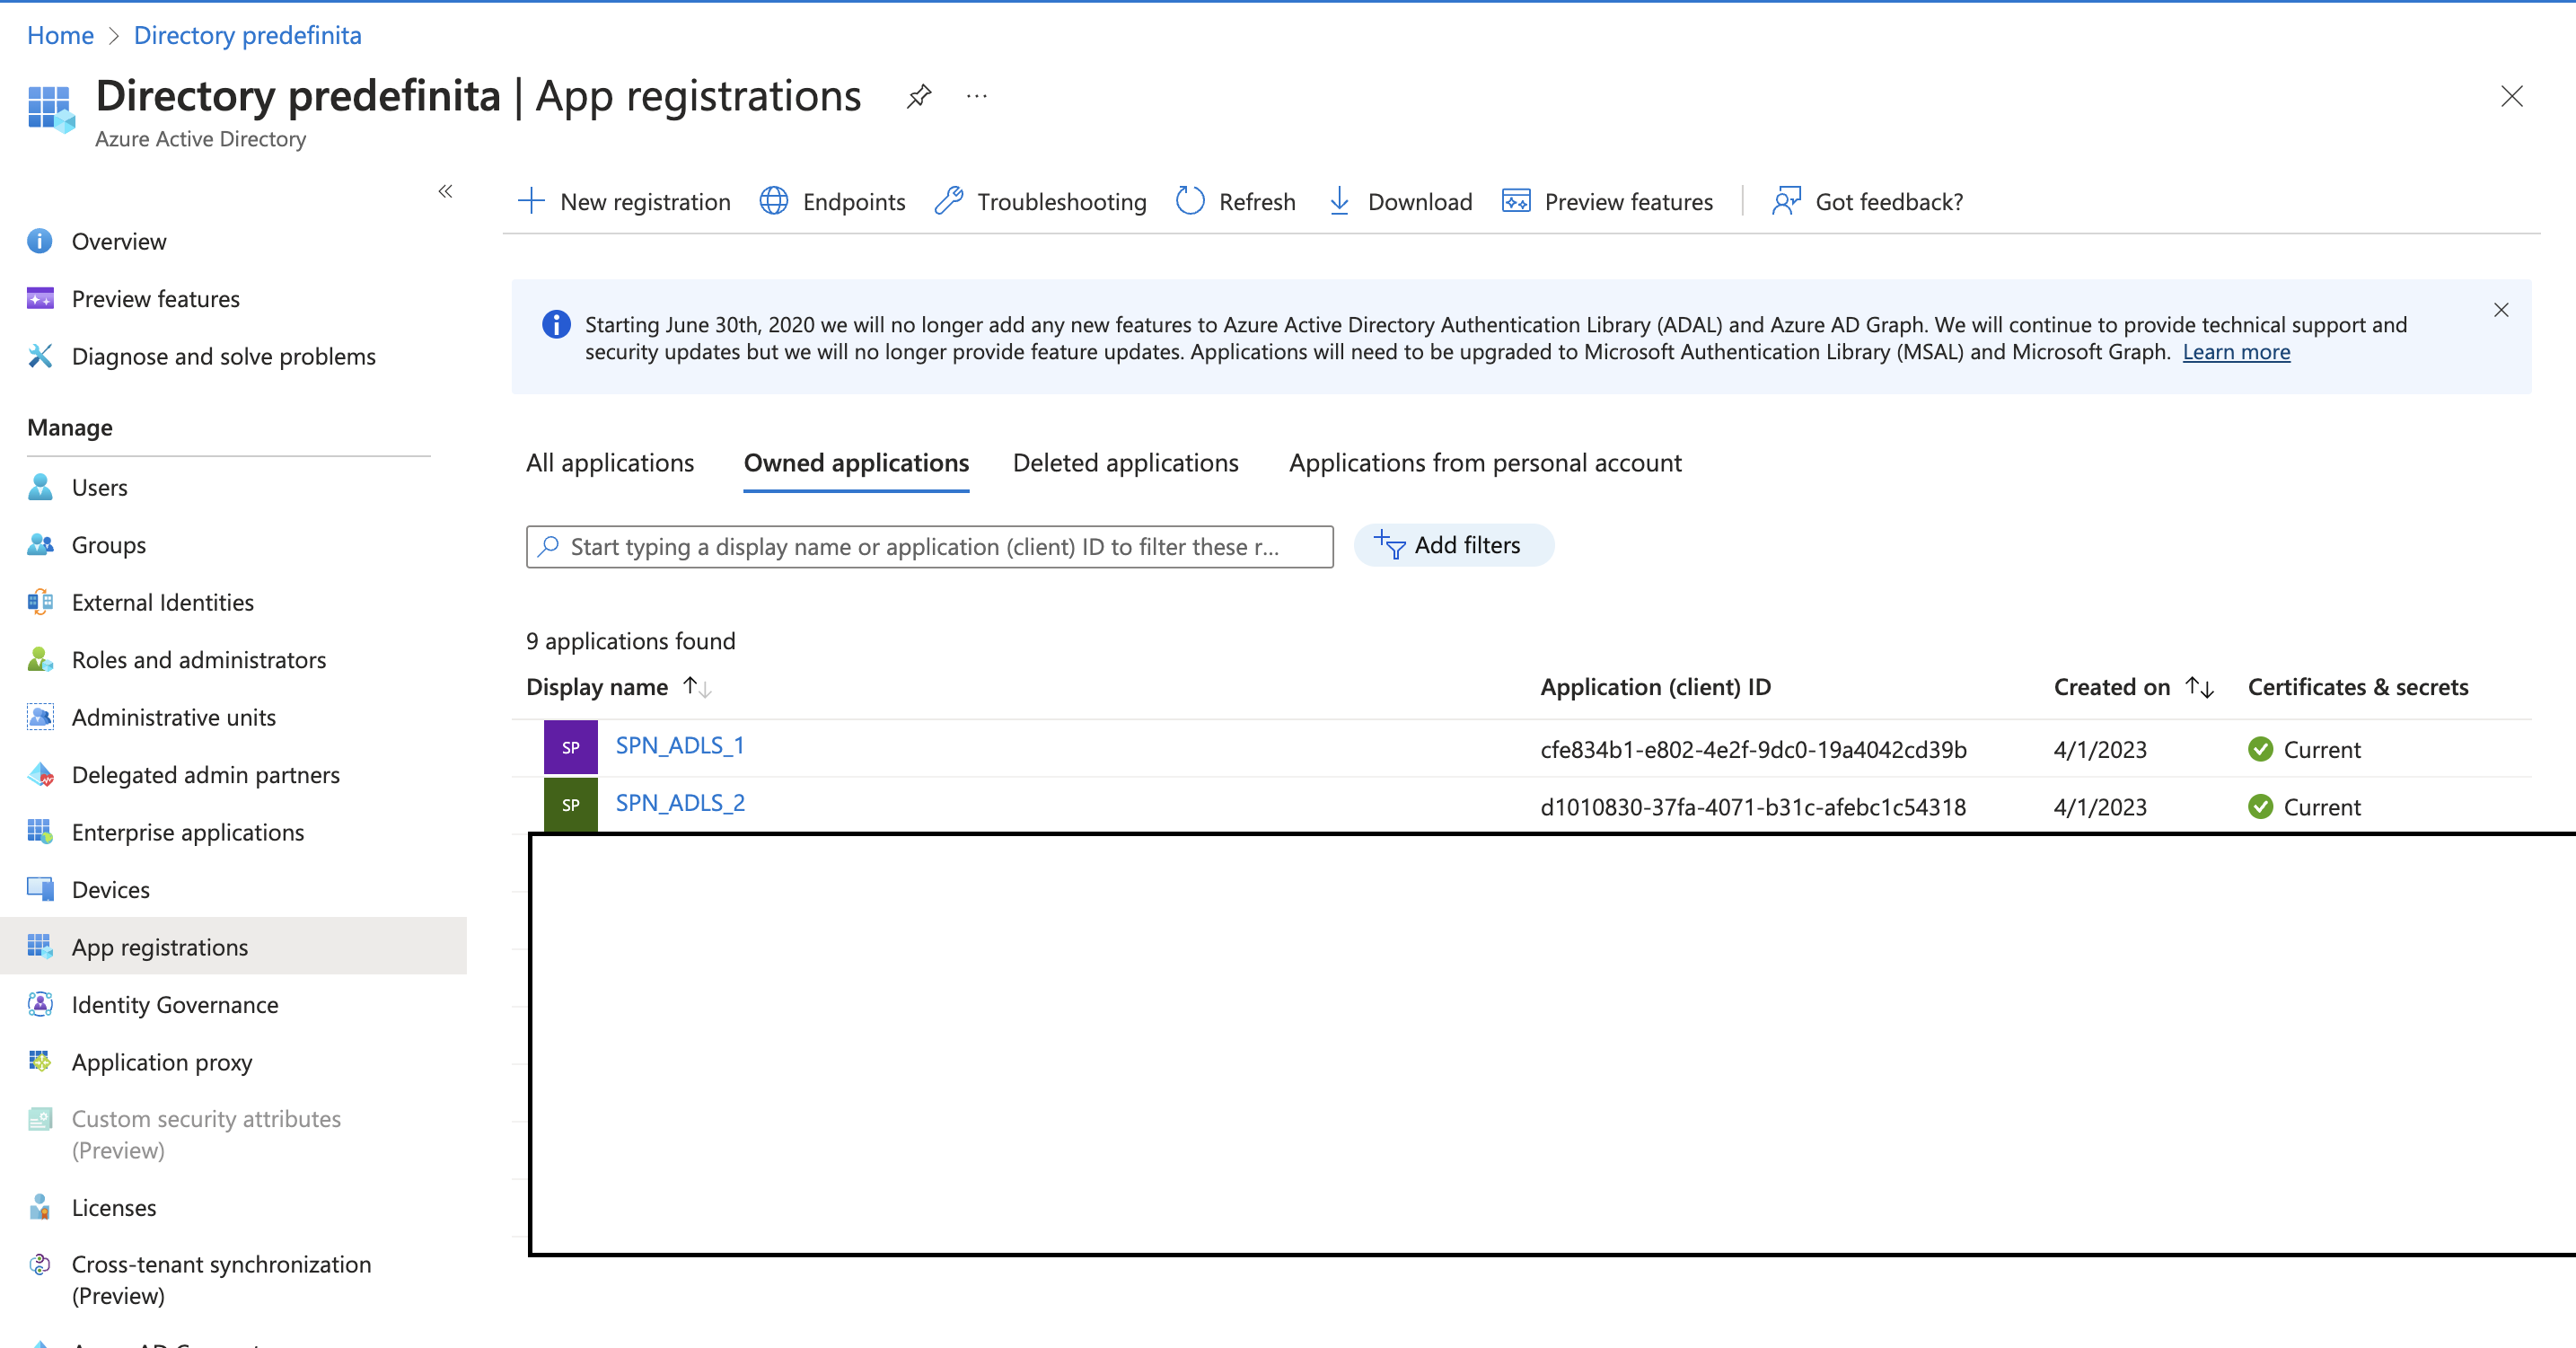 Home > Directory predefinita
Directory predefinita | App registrations
Azure Active Directory
Overview
Preview features
Diagnose and solve problems
Manage
Users
Groups
External Identities
Roles and administrators
Administrative units
Delegated admin partners
Enterprise applications
Devices
App registrations
Identity Governance
Application proxy
Custom security attributes
(Preview)
Licenses
Cross-tenant synchronization
(Preview)
New registration Endpoints Troubleshooting Refresh Download Preview features Got feedback?
Starting June 30th, 2020 we will no longer add any new features to Azure Active Directory Authentication Library (ADAL) and Azure AD Graph. We will continue to provide technical support and
security updates but we will no longer provide feature updates. Applications will need to be upgraded to Microsoft Authentication Library (MSAL) and Microsoft Graph. Learn more
All applications Owned applications Deleted applications Applications from personal account
Start typing a display name or application (client) ID to filter these r... Add filters
9 applications found
Display name Application (client) ID Created on Certificates & secrets
SP SPN_ADLS_1 cfe834b1-e802-4e2f-9dc0-19a4042cd39b 4/1/2023 Current
SP SPN_ADLS_2 d1010830-37fa-4071-b31c-afebc1c54318 4/1/2023 Current